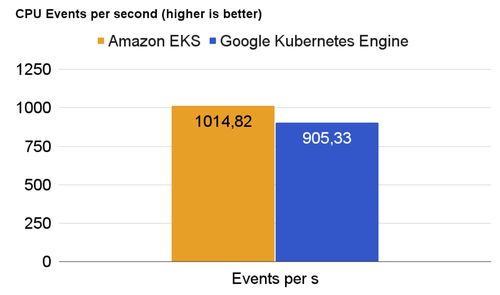 CPU Events per second (higher is better)
Amazon EKS Google Kubernetes Engine
1250
1000
750
500
250
0
1014,82
905,33
Events per s